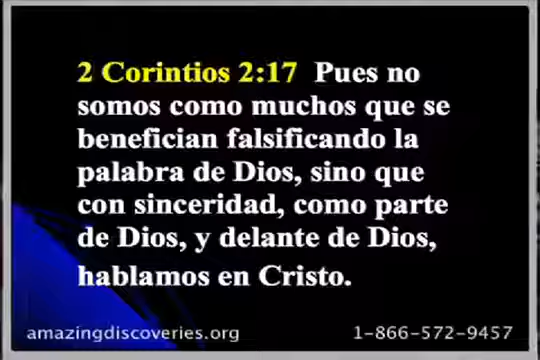 2 Corintios 2:17 Pues no
somos como muchos que se
benefician falsificando la
palabra de Dios, sino que
con sinceridad, como parte
de Dios, y delante de Dios,
hablamos en Cristo.
amazingdiscoveries.org 1-866-572-9457